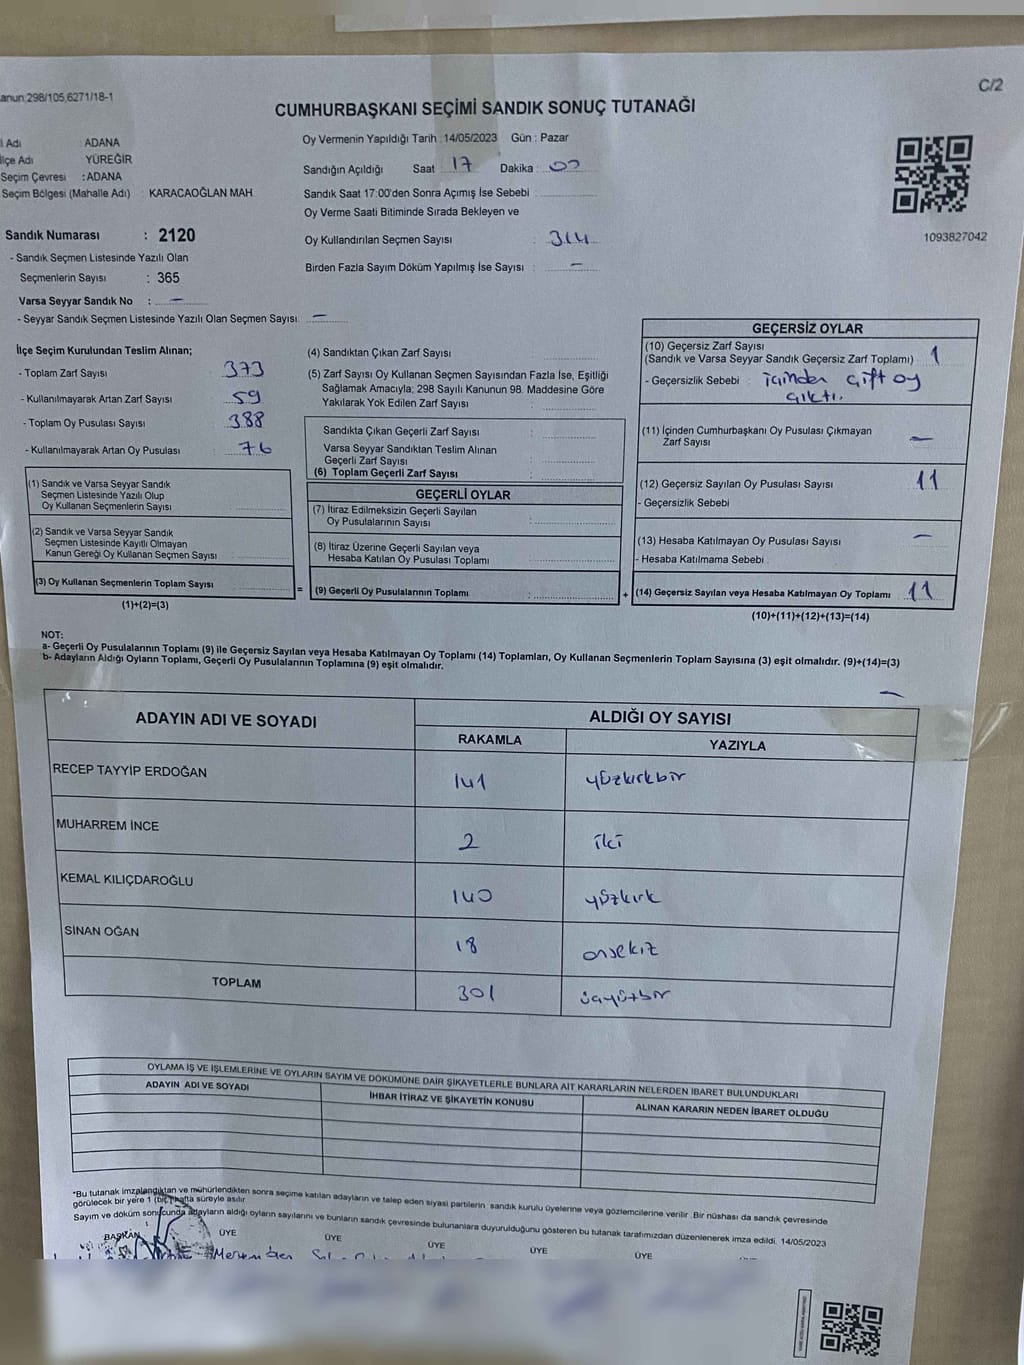 anun 298/105,6271/18-1
C/2
CUMHURBAŞKANI SEÇİMİ SANDIK SONUÇ TUTANAĞI
l Adı : ADANA
lçe Adı YÜREĞİR
Seçim Çevresi : ADANA
Seçim Bölgesi (Mahalle Adı) : KARACAOĞLAN MAH.
Oy Vermenin Yapıldığı Tarih : 14/05/2023 Gün : Pazar
Sandığın Açıldığı Saat 17 Dakika : 00
Sandık Saat 17:00'den Sonra Açımış İse Sebebi :
Oy Verme Saati Bitiminde Sırada Bekleyen ve
Oy Kullandırılan Seçmen Sayısı : 314
Birden Fazla Sayım Döküm Yapılmış İse Sayısı : -
1093827042
Sandık Numarası : 2120
- Sandık Seçmen Listesinde Yazılı Olan
Seçmenlerin Sayısı : 365
Varsa Seyyar Sandık No : -
- Seyyar Sandık Seçmen Listesinde Yazılı Olan Seçmen Sayısı: -
İlçe Seçim Kurulundan Teslim Alınan;
- Toplam Zarf Sayısı 373
- Kullanılmayarak Artan Zarf Sayısı 59
- Toplam Oy Pusulası Sayısı 388
- Kullanılmayarak Artan Oy Pusulası 76
(1) Sandık ve Varsa Seyyar Sandık
Seçmen Listesinde Yazılı Olup
Oy Kullanan Seçmenlerin Sayısı
(2) Sandık ve Varsa Seyyar Sandık
Seçmen Listesinde Kayıtlı Olmayan
Kanun Gereği Oy Kullanan Seçmen Sayısı
(3) Oy Kullanan Seçmenlerin Toplam Sayısı
(1)+(2)=(3)
(4) Sandıktan Çıkan Zarf Sayısı
(5) Zarf Sayısı Oy Kullanan Seçmen Sayısından Fazla İse, Eşitliği
Sağlamak Amacıyla; 298 Sayılı Kanunun 98. Maddesine Göre
Yakılarak Yok Edilen Zarf Sayısı :
Sandıkta Çıkan Geçerli Zarf Sayısı :
Varsa Seyyar Sandıktan Teslim Alınan
Geçerli Zarf Sayısı
(6) Toplam Geçerli Zarf Sayısı :
GEÇERLİ OYLAR
(7) İtiraz Edilmeksizin Geçerli Sayılan
Oy Pusulalarının Sayısı :
(8) İtiraz Üzerine Geçerli Sayılan veya
Hesaba Katılan Oy Pusulası Toplamı :
= (9) Geçerli Oy Pusulalarının Toplamı :
GEÇERSİZ OYLAR
(10) Geçersiz Zarf Sayısı
(Sandık ve Varsa Seyyar Sandık Geçersiz Zarf Toplamı) : 1
- Geçersizlik Sebebi : içinden çift oy
çıktı.
(11) İçinden Cumhurbaşkanı Oy Pusulası Çıkmayan
Zarf Sayısı -
(12) Geçersiz Sayılan Oy Pusulası Sayısı 11
- Geçersizlik Sebebi
(13) Hesaba Katılmayan Oy Pusulası Sayısı -
- Hesaba Katılmama Sebebi :
+ (14) Geçersiz Sayılan veya Hesaba Katılmayan Oy Toplamı 11
(10)+(11)+(12)+(13)=(14)
NOT:
a- Geçerli Oy Pusulalarının Toplamı (9) ile Geçersiz Sayılan veya Hesaba Katılmayan Oy Toplamı (14) Toplamları, Oy Kullanan Seçmenlerin Toplam Sayısına (3) eşit olmalıdır. (9)+(14)=(3)
b- Adayların Aldığı Oyların Toplamı, Geçerli Oy Pusulalarının Toplamına (9) eşit olmalıdır.
ADAYIN ADI VE SOYADI
ALDIĞI OY SAYISI
RAKAMLA YAZIYLA
RECEP TAYYİP ERDOĞAN 141 yüzkırkbir
MUHARREM İNCE 2 iki
KEMAL KILIÇDAROĞLU 140 yüzkırk
SİNAN OĞAN 18 onsekiz
TOPLAM 301 üçyüzbir
OYLAMA İŞ VE İŞLEMLERİNE VE OYLARIN SAYIM VE DÖKÜMÜNE DAİR ŞİKAYETLERLE BUNLARA AİT KARARLARIN NELERDEN İBARET BULUNDUKLARI
ADAYIN ADI VE SOYADI İHBAR İTİRAZ VE ŞİKAYETİN KONUSU ALINAN KARARIN NEDEN İBARET OLDUĞU
*Bu tutanak imzalandıktan ve mühürlendikten sonra seçime katılan adayların ve talep eden siyasi partilerin sandık kurulu üyelerine veya gözlemcilerine verilir. Bir nüshası da sandık çevresinde
görülecek bir yere 1 (bir) hafta süreyle asılır.
Sayım ve döküm sonucunda adayların aldığı oyların sayılarını ve bunların sandık çevresinde bulunanlara duyurulduğunu gösteren bu tutanak tarafımızdan düzenlenerek imza edildi. 14/05/2023
BAŞKAN ÜYE ÜYE ÜYE ÜYE ÜYE